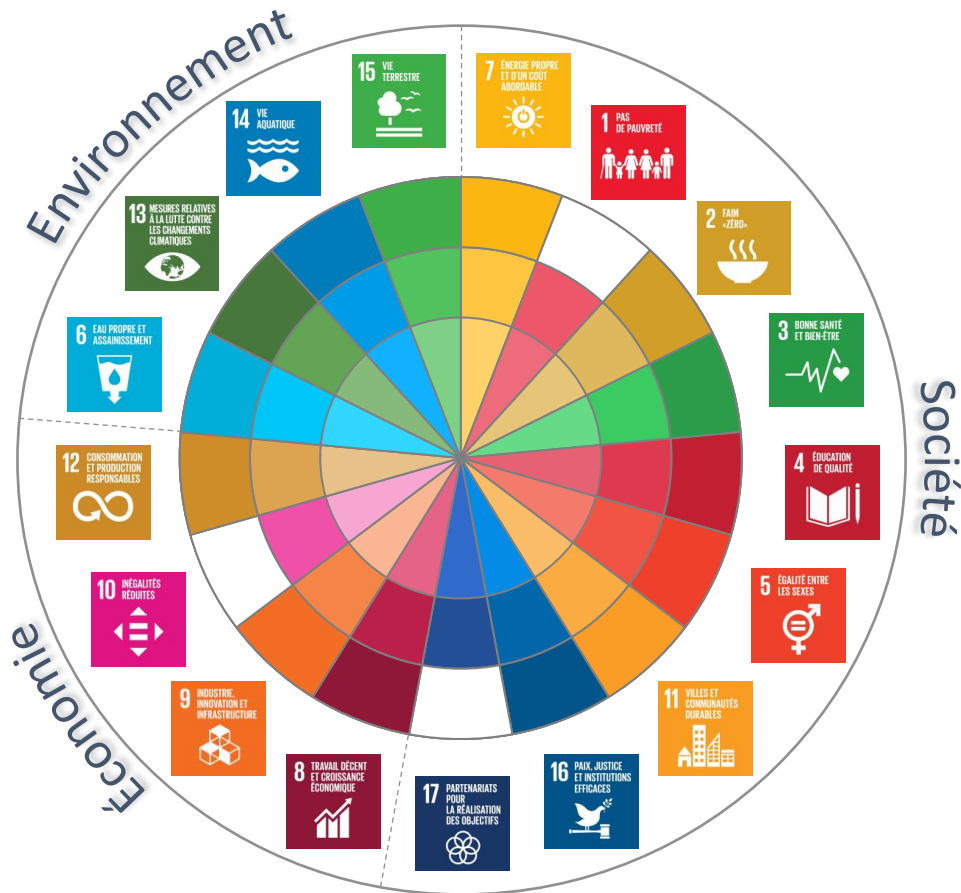 Environnement
15 VIE
TERRESTRE
7 ÉNERGIE PROPRE
ET D'UN COÛT
ABORDABLE
14 VIE
AQUATIQUE
1 PAS
DE PAUVRETÉ
13 MESURES RELATIVES
À LA LUTTE CONTRE
LES CHANGEMENTS
CLIMATIQUES
2 FAIM
«ZÉRO»
6 EAU PROPRE ET
ASSAINISSEMENT
3 BONNE SANTÉ
ET BIEN-ÊTRE
Société
12 CONSOMMATION
ET PRODUCTION
RESPONSABLES
4 ÉDUCATION
DE QUALITÉ
10 INÉGALITÉS
RÉDUITES
5 ÉGALITÉ ENTRE
LES SEXES
Économie
9 INDUSTRIE,
INNOVATION ET
INFRASTRUCTURE
11 VILLES ET
COMMUNAUTÉS
DURABLES
8 TRAVAIL DÉCENT
ET CROISSANCE
ÉCONOMIQUE
17 PARTENARIATS
POUR
LA RÉALISATION
DES OBJECTIFS
16 PAIX, JUSTICE
ET INSTITUTIONS
EFFICACES